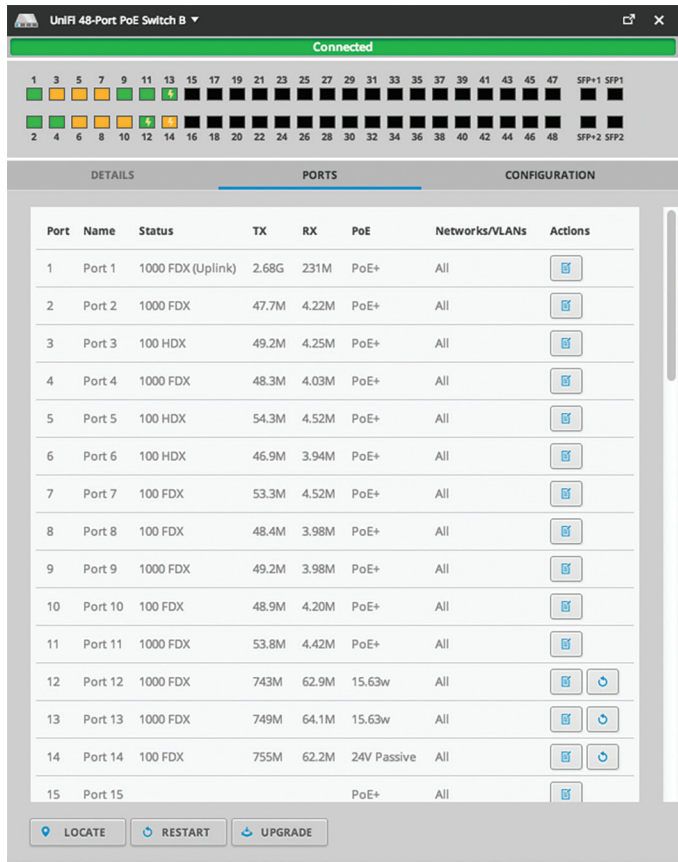 UniFi 48-Port PoE Switch B
Connected
1 3 5 7 9 11 13 15 17 19 21 23 25 27 29 31 33 35 37 39 41 43 45 47 SFP+1 SFP1
2 4 6 8 10 12 14 16 18 20 22 24 26 28 30 32 34 36 38 40 42 44 46 48 SFP+2 SFP2
DETAILS PORTS CONFIGURATION
Port Name Status TX RX PoE Networks/VLANs Actions
1 Port 1 1000 FDX (Uplink) 2.68G 231M PoE+ All
2 Port 2 1000 FDX 47.7M 4.22M PoE+ All
3 Port 3 100 HDX 49.2M 4.25M PoE+ All
4 Port 4 1000 FDX 48.3M 4.03M PoE+ All
5 Port 5 100 HDX 54.3M 4.52M PoE+ All
6 Port 6 100 HDX 46.9M 3.94M PoE+ All
7 Port 7 100 FDX 53.3M 4.52M PoE+ All
8 Port 8 100 FDX 48.4M 3.98M PoE+ All
9 Port 9 1000 FDX 49.2M 3.98M PoE+ All
10 Port 10 100 FDX 48.9M 4.20M PoE+ All
11 Port 11 1000 FDX 53.8M 4.42M PoE+ All
12 Port 12 1000 FDX 743M 62.9M 15.63w All
13 Port 13 1000 FDX 749M 64.1M 15.63w All
14 Port 14 100 FDX 755M 62.2M 24V Passive All
15 Port 15 PoE+ All
LOCATE RESTART UPGRADE